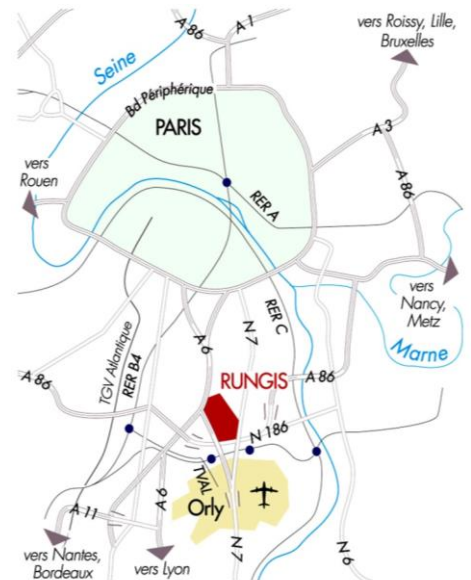 A 86
A 1
vers Roissy, Lille,
Bruxelles
Seine
Bd Périphérique
PARIS
A 3
vers
Rouen
A 86
RER A
vers
Nancy,
Metz
RER C
N 7
A 6
TGV Atlantique
RER B4
Marne
A 86
RUNGIS
A 86
N 186
TVAL
A 6
Orly
A 11
N 7
N 6
vers Nantes,
Bordeaux
vers Lyon